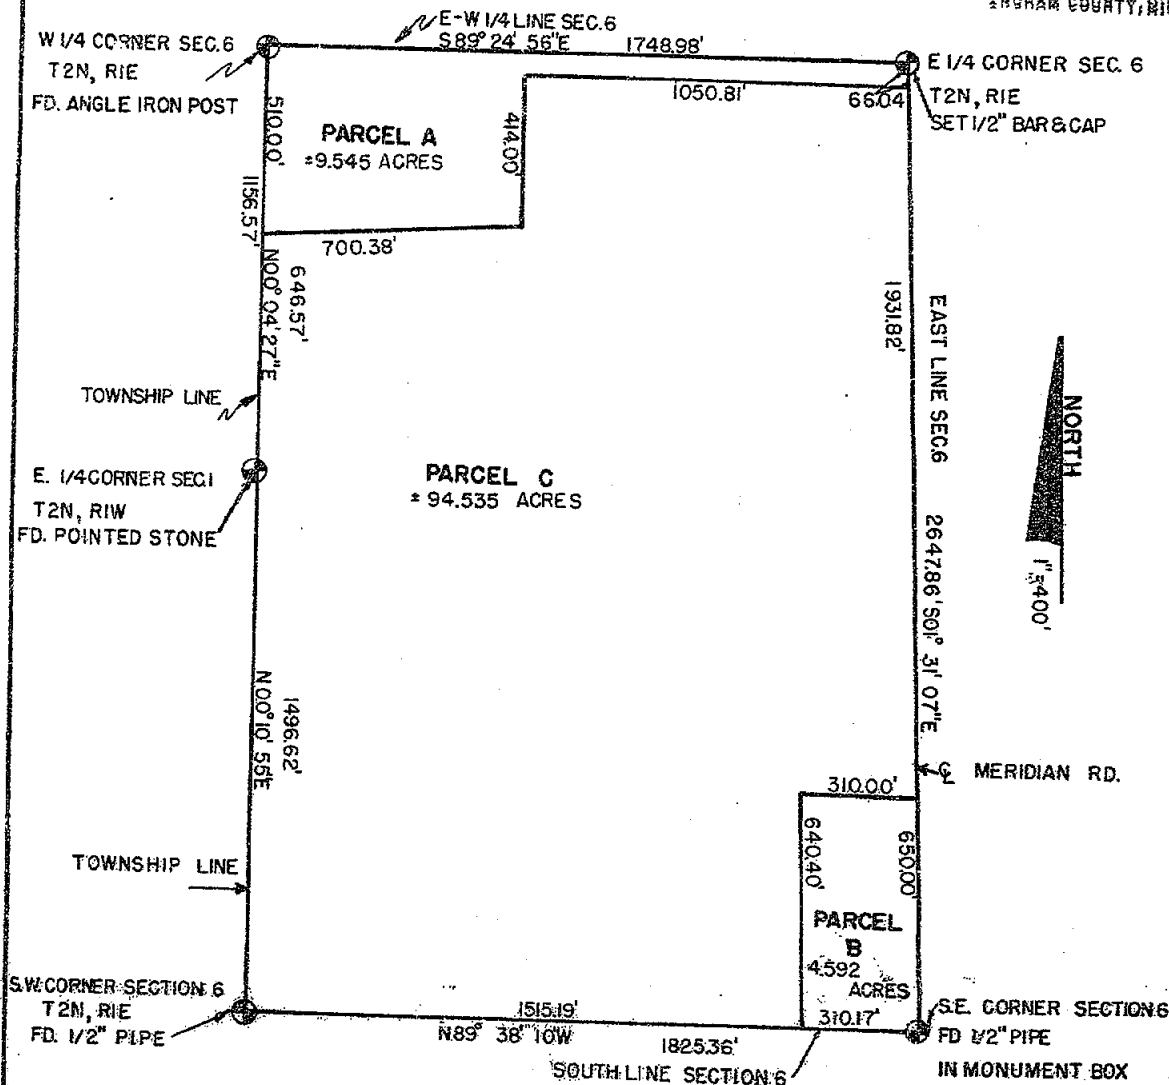 E-W 1/4 LINE SEC. 6
S89° 24' 56"E 1748.98'
W 1/4 CORNER SEC. 6
T2N, R1E
FD. ANGLE IRON POST
E 1/4 CORNER SEC. 6
T2N, R1E
SET 1/2" BAR & CAP
1050.81'
66.04
510.00'
PARCEL A
±9.545 ACRES
414.00'
1156.57'
700.38'
N00° 04' 27"E
646.57'
TOWNSHIP LINE
1931.82'
EAST LINE SEC. 6
NORTH
1"=400'
E. 1/4 CORNER SEC. 1
T2N, R1W
FD. POINTED STONE
PARCEL C
± 94.535 ACRES
2647.86' S01° 31' 07"E
N00° 10' 55"E
1496.62'
℄ MERIDIAN RD.
310.00'
640.40'
650.00'
TOWNSHIP LINE
PARCEL
B
4.592
ACRES
310.17'
S.W. CORNER SECTION 6
T2N, R1E
FD. 1/2" PIPE
1515.19'
N89° 38' 10"W
1825.36'
SOUTH LINE SECTION 6
S.E. CORNER SECTION 6
FD 1/2" PIPE
IN MONUMENT BOX